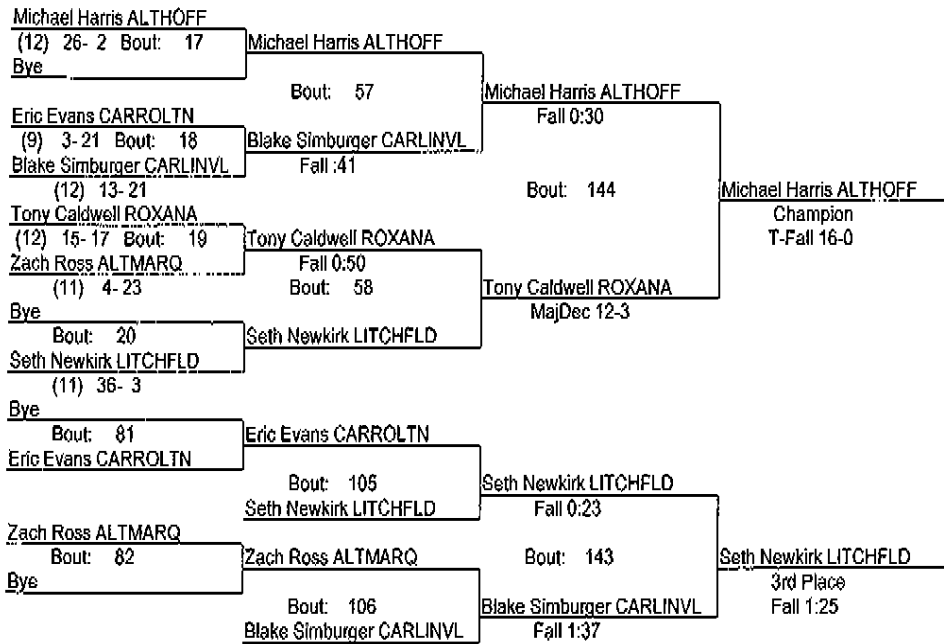 Michael Harris ALTHOFF
(12) 26- 2 Bout: 17
Bye
Michael Harris ALTHOFF
Bout: 57
Eric Evans CARROLTN
(9) 3- 21 Bout: 18
Blake Simburger CARLINVL
(12) 13- 21
Blake Simburger CARLINVL
Fall :41
Michael Harris ALTHOFF
Fall 0:30
Bout: 144
Tony Caldwell ROXANA
(12) 15- 17 Bout: 19
Zach Ross ALTMARQ
(11) 4- 23
Tony Caldwell ROXANA
Fall 0:50
Bout: 58
Bye
Bout: 20
Seth Newkirk LITCHFLD
(11) 36- 3
Seth Newkirk LITCHFLD
Tony Caldwell ROXANA
MajDec 12-3
Michael Harris ALTHOFF
Champion
T-Fall 16-0
Bye
Bout: 81
Eric Evans CARROLTN
Eric Evans CARROLTN
Bout: 105
Seth Newkirk LITCHFLD
Seth Newkirk LITCHFLD
Fall 0:23
Bout: 143
Zach Ross ALTMARQ
Bout: 82
Bye
Zach Ross ALTMARQ
Bout: 106
Blake Simburger CARLINVL
Blake Simburger CARLINVL
Fall 1:37
Seth Newkirk LITCHFLD
3rd Place
Fall 1:25